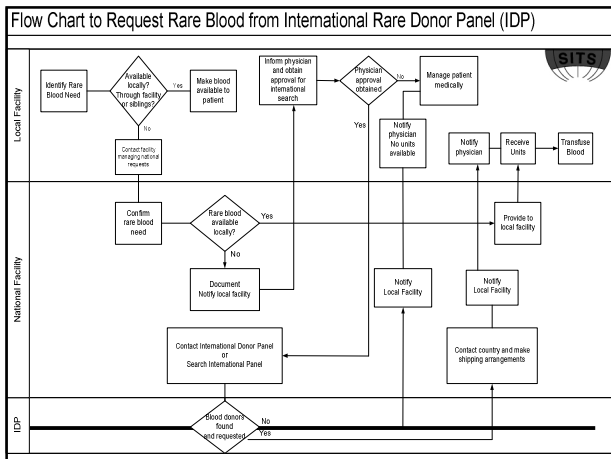 Flow Chart to Request Rare Blood from International Rare Donor Panel (IDP)
SITS
Local Facility
Identify Rare
Blood Need
Available
locally?
Through facility
or siblings?
Yes
Make blood
available to
patient
No
Contact facility
managing national
requests
Inform physician
and obtain
approval for
international
search
Physician
approval
obtained
No
Manage patient
medically
Yes
Notify
physician
No units
available
Notify
physician
Receive
Units
Transfuse
Blood
National Facility
Confirm
rare blood
need
Rare blood
available
locally?
Yes
Provide to
local facility
No
Document
Notify local facility
Notify
Local Facility
Notify
Local Facility
Contact International Donor Panel
or
Search International Panel
Contact country and make
shipping arrangements
IDP
Blood donors
found
and requested
No
Yes